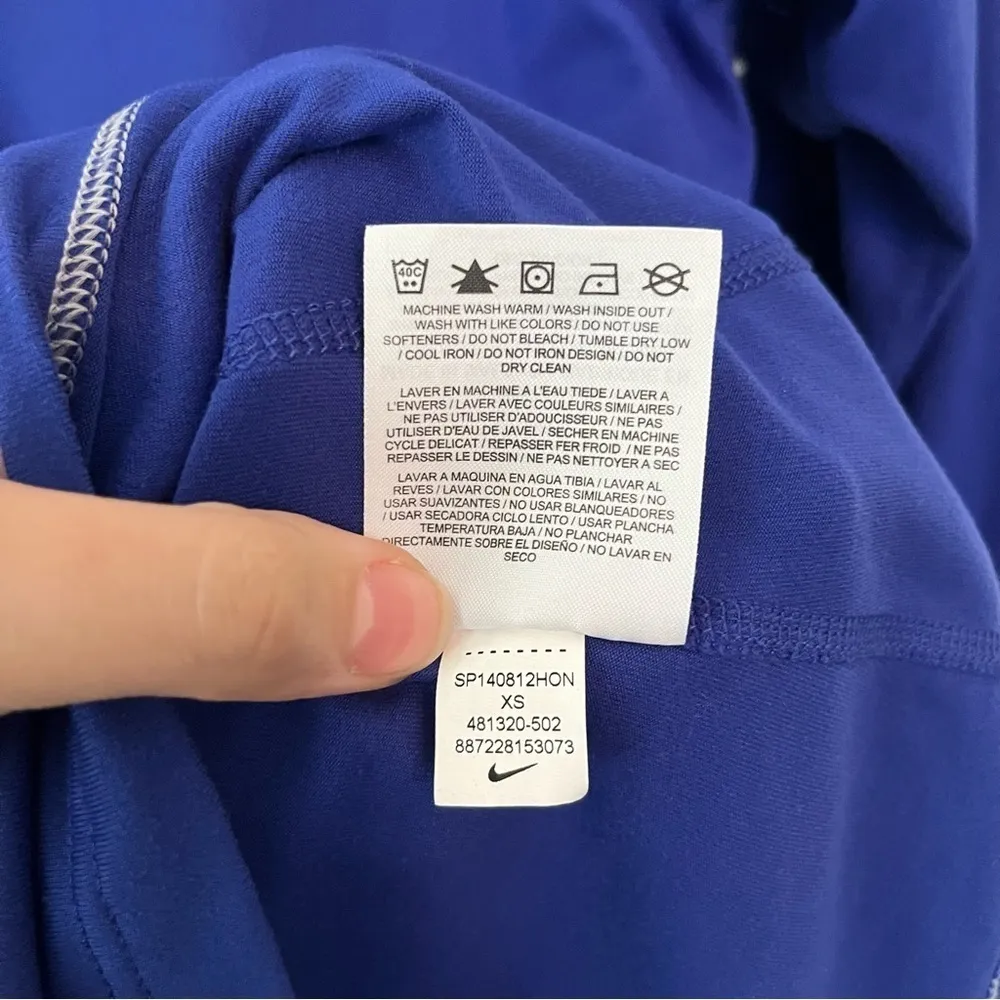 40C
MACHINE WASH WARM / WASH INSIDE OUT /
WASH WITH LIKE COLORS / DO NOT USE
SOFTENERS / DO NOT BLEACH / TUMBLE DRY LOW
/ COOL IRON / DO NOT IRON DESIGN / DO NOT
DRY CLEAN
LAVER EN MACHINE A L'EAU TIEDE / LAVER A
L'ENVERS / LAVER AVEC COULEURS SIMILAIRES /
NE PAS UTILISER D'ADOUCISSEUR / NE PAS
UTILISER D'EAU DE JAVEL / SECHER EN MACHINE
CYCLE DELICAT / REPASSER FER FROID / NE PAS
REPASSER LE DESSIN / NE PAS NETTOYER A SEC
LAVAR A MAQUINA EN AGUA TIBIA / LAVAR AL
REVES / LAVAR CON COLORES SIMILARES / NO
USAR SUAVIZANTES / NO USAR BLANQUEADORES
/ USAR SECADORA CICLO LENTO / USAR PLANCHA
TEMPERATURA BAJA / NO PLANCHAR
DIRECTAMENTE SOBRE EL DISEÑO / NO LAVAR EN
SECO
SP140812HON
XS
481320-502
887228153073